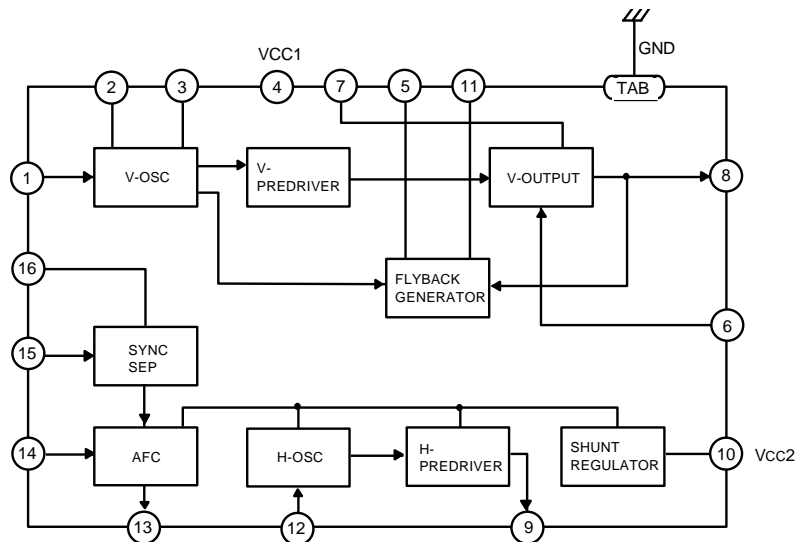 GND
VCC1
2
3
4
7
5
11
TAB
1
V-OSC
V-
PREDRIVER
V-OUTPUT
8
16
FLYBACK
GENERATOR
6
15
SYNC
SEP
14
AFC
H-OSC
H-
PREDRIVER
SHUNT
REGULATOR
10
VCC2
13
12
9